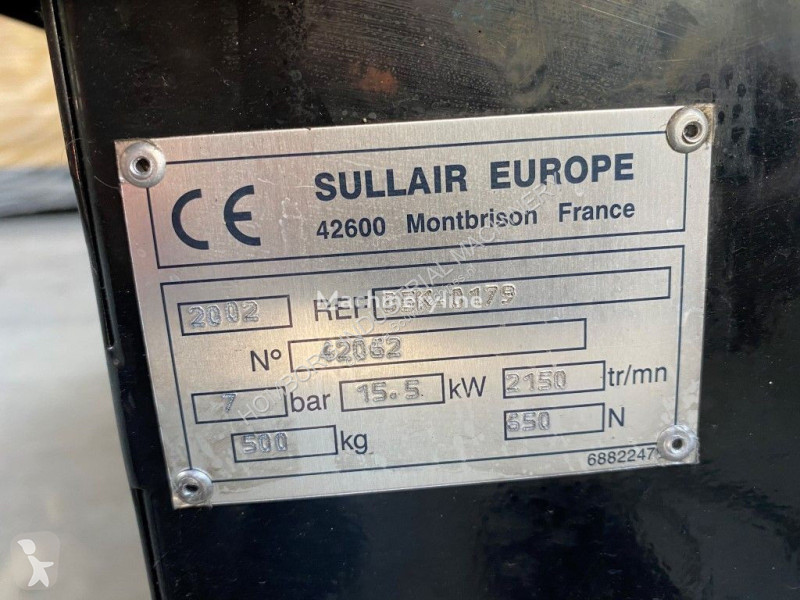 CE SULLAIR EUROPE
42600 Montbrison France
2002 REF
N° 42062
7 bar 15.5 kW 2150 tr/mn
500 kg 650 N
6882247
Machineryline